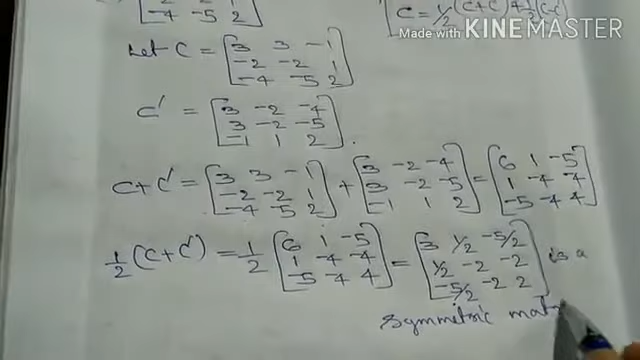 [-4 -5 2]
C = 1/2 (C+C') + 1/2 (C-C')
Made with KINEMASTER
Let C = [3 3 -1
-2 -2 1
-4 -5 2]
C' = [3 -2 -4
3 -2 -5
-1 1 2].
C+C' = [3 3 -1
-2 -2 1
-4 -5 2] + [3 -2 -4
3 -2 -5
-1 1 2] = [6 1 -5
1 -4 -4
-5 -4 4]
1/2 (C+C') = 1/2 [6 1 -5
1 -4 -4
-5 -4 4] = [3 1/2 -5/2
1/2 -2 -2
-5/2 -2 2] is a
symmetric mat